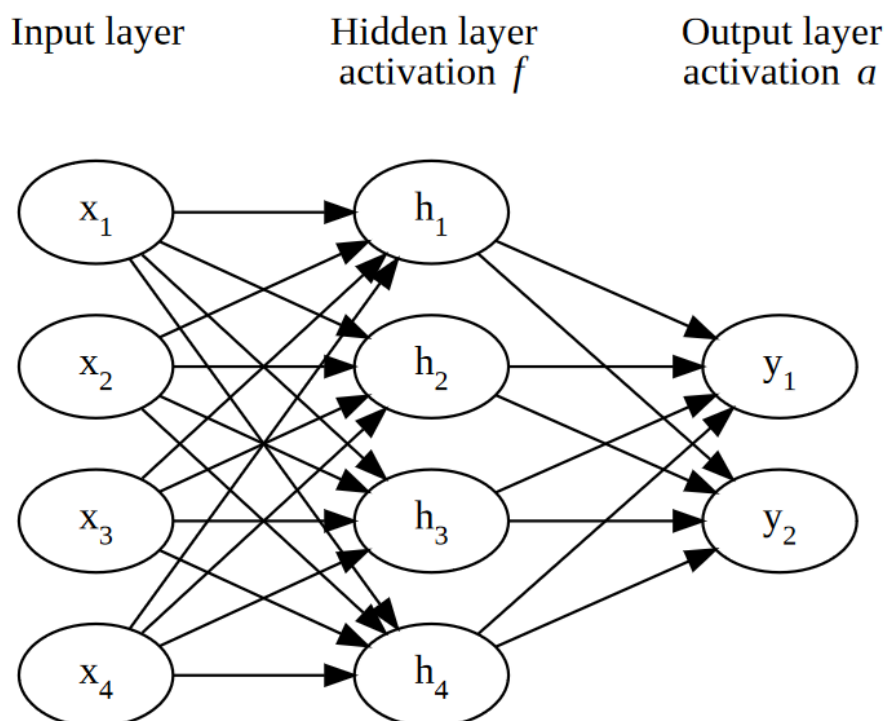 Input layer
Hidden layer
activation f
Output layer
activation a
x1
h1
x2
h2
y1
x3
h3
y2
x4
h4